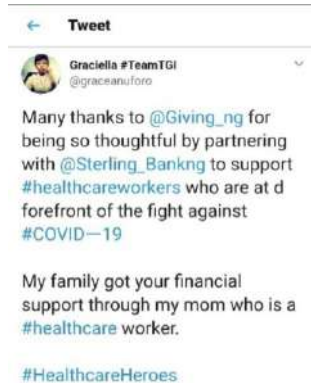 Tweet
Graciella #TeamTGI
@graceanuforo
Many thanks to @Giving_ng for
being so thoughtful by partnering
with @Sterling_Bankng to support
#healthcareworkers who are at d
forefront of the fight against
#COVID—19
My family got your financial
support through my mom who is a
#healthcare worker.
#HealthcareHeroes